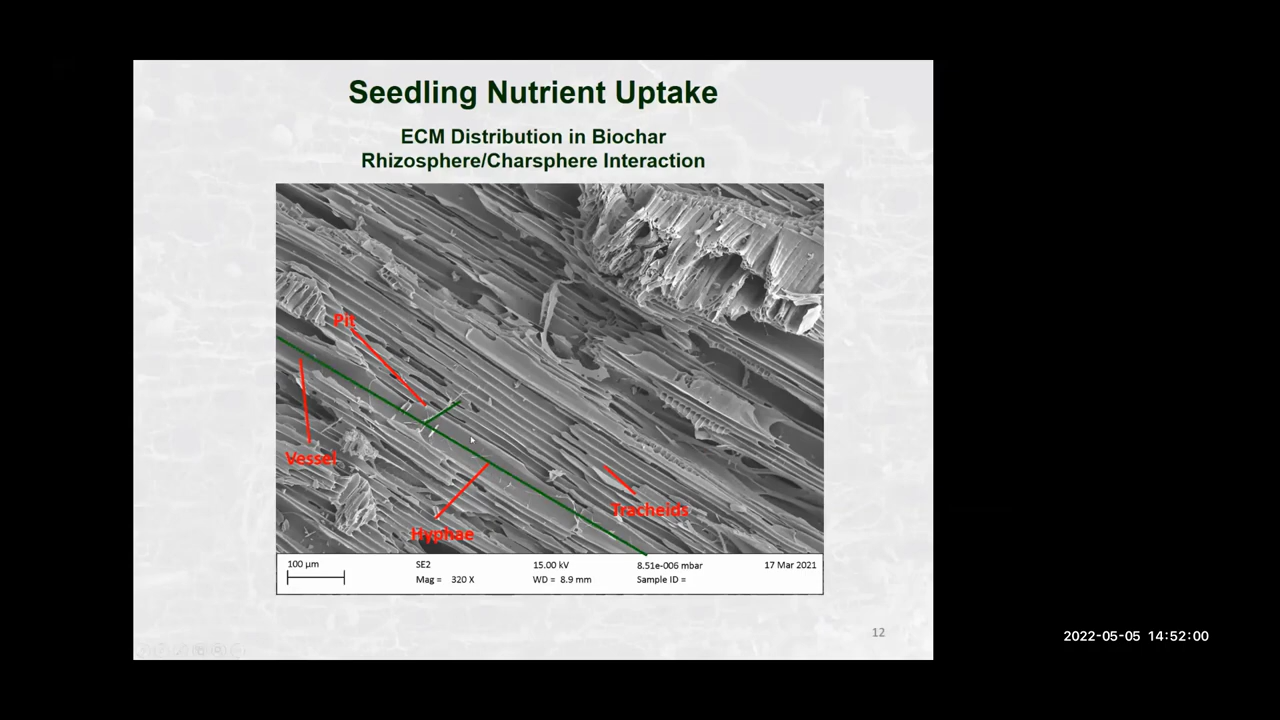 Seedling Nutrient Uptake
ECM Distribution in Biochar
Rhizosphere/Charsphere Interaction
Pit
Vessel
Hyphae
Tracheids
100 µm
SE2
15.00 kV
8.51e-006 mbar
17 Mar 2021
Mag = 320 X
WD = 8.9 mm
Sample ID =
12
2022-05-05 14:52:00